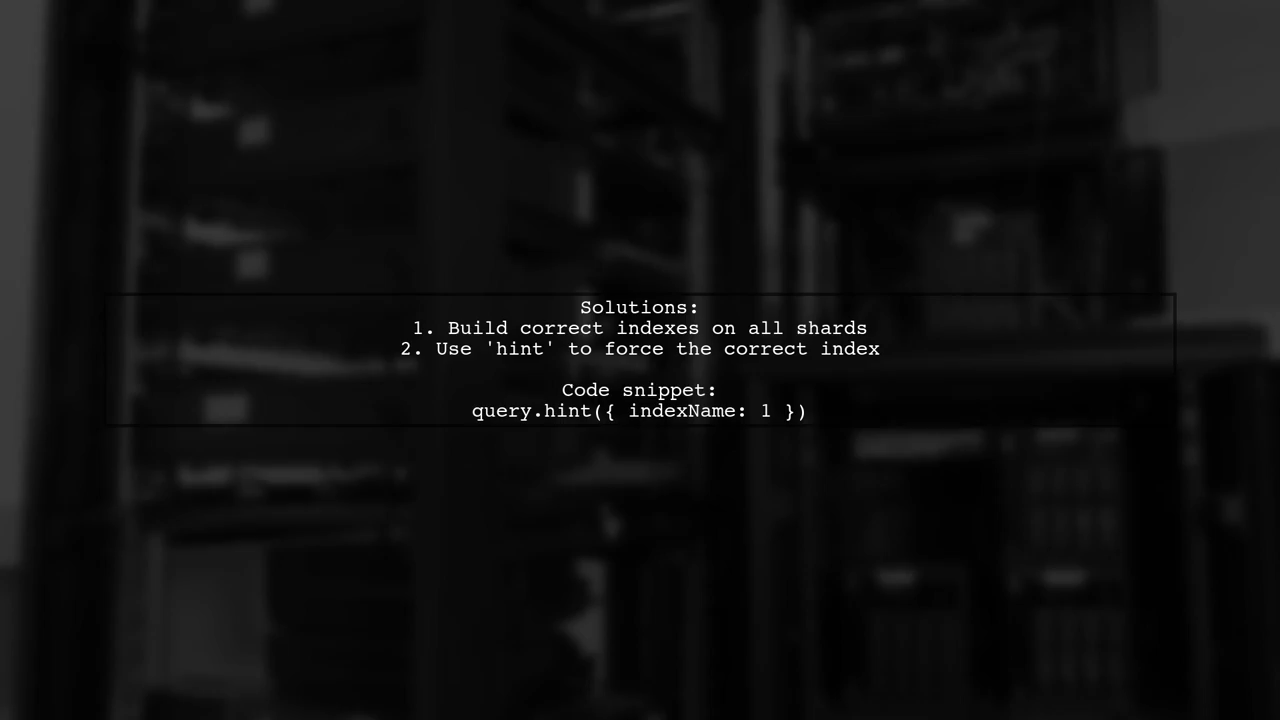 Solutions:
1. Build correct indexes on all shards
2. Use 'hint' to force the correct index
Code snippet:
query.hint({ indexName: 1 })